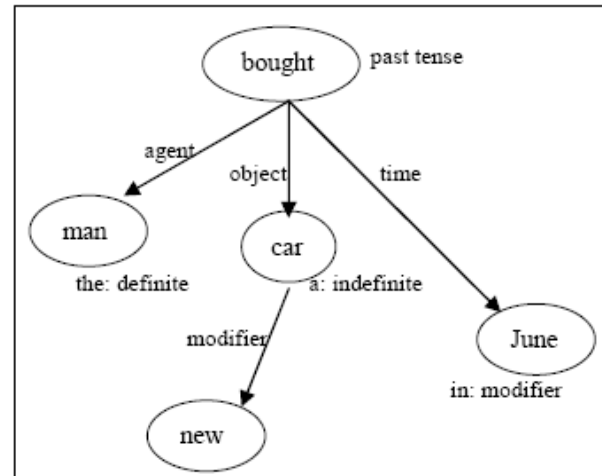 bought
past tense
agent
object
time
man
car
the: definite
a: indefinite
modifier
June
in: modifier
new